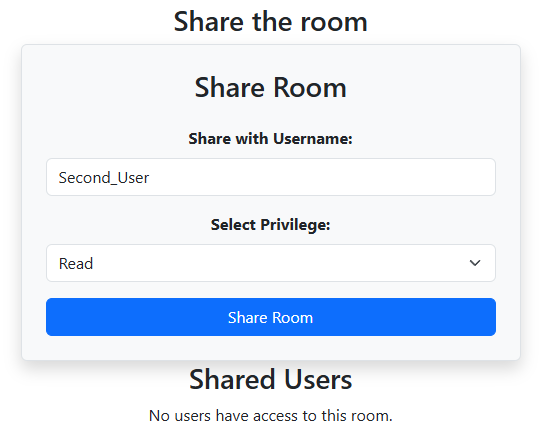 Share the room
Share Room
Share with Username:
Second_User
Select Privilege:
Read
Share Room
Shared Users
No users have access to this room.